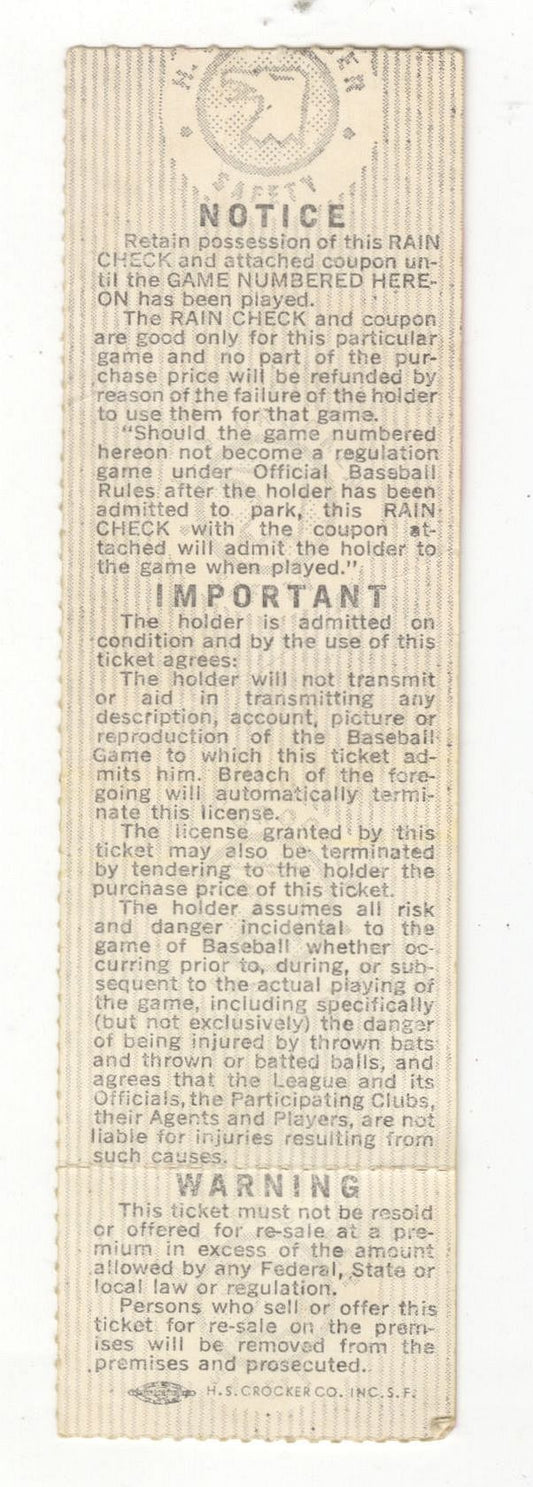 SAFETY
NOTICE
Retain possession of this RAIN
CHECK and attached coupon un-
til the GAME NUMBERED HERE-
ON has been played.
The RAIN CHECK and coupon
are good only for this particular
game and no part of the pur-
chase price will be refunded by
reason of the failure of the holder
to use them for that game.
"Should the game numbered
hereon not become a regulation
game under Official Baseball
Rules after the holder has been
admitted to park, this RAIN
CHECK with the coupon at-
tached will admit the holder to
the game when played."
IMPORTANT
The holder is admitted on
condition and by the use of this
ticket agrees:
The holder will not transmit
or aid in transmitting any
description, account, picture or
reproduction of the Baseball
Game to which this ticket ad-
mits him. Breach of the fore-
going will automatically termi-
nate this license.
The license granted by this
ticket may also be terminated
by tendering to the holder the
purchase price of this ticket.
The holder assumes all risk
and danger incidental to the
game of Baseball whether oc-
curring prior to, during, or sub-
sequent to the actual playing of
the game, including specifically
(but not exclusively) the danger
of being injured by thrown bats
and thrown or batted balls, and
agrees that the League and its
Officials, the Participating Clubs,
their Agents and Players, are not
liable for injuries resulting from
such causes.
WARNING
This ticket must not be resold
or offered for re-sale at a pre-
mium in excess of the amount
allowed by any Federal, State or
local law or regulation.
Persons who sell or offer this
ticket for re-sale on the prem-
ises will be removed from the
premises and prosecuted.
H.S. CROCKER CO. INC. S.F.